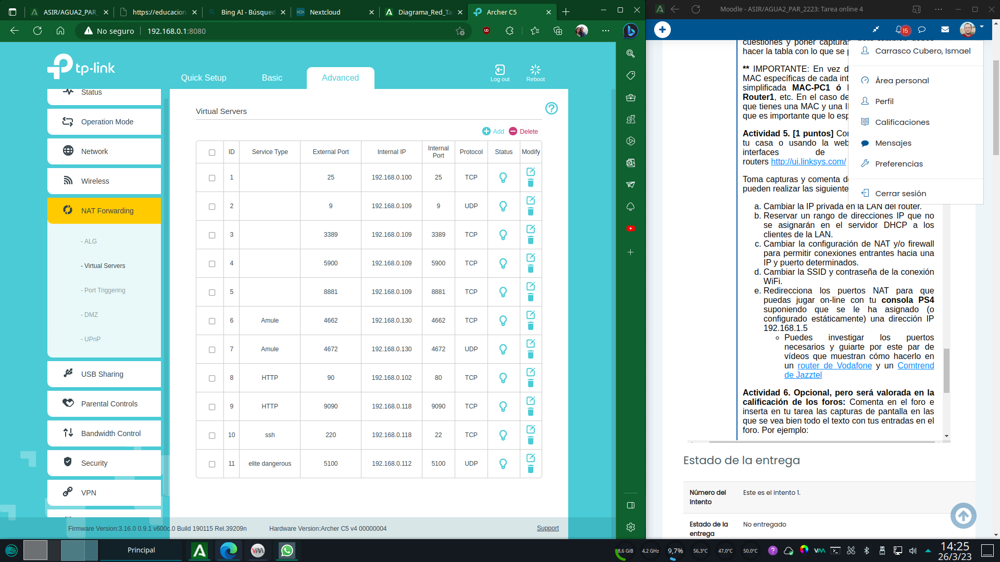 ASIR/AGUA2_PAR_
https://educacion
Bing AI - Búsqued
Nextcloud
Diagrama_Red_Ta
Archer C5
No seguro
192.168.0.1:8080
tp-link
Quick Setup
Basic
Advanced
Log out
Reboot
Status
Operation Mode
Network
Wireless
NAT Forwarding
- ALG
- Virtual Servers
- Port Triggering
- DMZ
- UPnP
USB Sharing
Parental Controls
Bandwidth Control
Security
VPN
Virtual Servers
Add
Delete
ID Service Type External Port Internal IP Internal Port Protocol Status Modify
1 25 192.168.0.100 25 TCP
2 9 192.168.0.109 9 UDP
3 3389 192.168.0.109 3389 TCP
4 5900 192.168.0.109 5900 TCP
5 8881 192.168.0.109 8881 TCP
6 Amule 4662 192.168.0.130 4662 TCP
7 Amule 4672 192.168.0.130 4672 UDP
8 HTTP 90 192.168.0.102 80 TCP
9 HTTP 9090 192.168.0.118 9090 TCP
10 ssh 220 192.168.0.118 22 TCP
11 elite dangerous 5100 192.168.0.112 5100 UDP
Firmware Version:3.16.0 0.9.1 v600c.0 Build 190115 Rel.39209n
Hardware Version:Archer C5 v4 00000004
Support
Moodle - ASIR/AGUA2_PAR_2223: Tarea online 4
15
cuestiones y poner capturas
hacer la tabla con lo que se
** IMPORTANTE: En vez d
MAC específicas de cada int
simplificada MAC-PC1 ó
Router1, etc. En el caso de
que tienes una MAC y una I
que es importante que lo esp
Actividad 5. [1 puntos] Co
tu casa o usando la web
interfaces de
routers http://ui.linksys.com/
Toma capturas y comenta d
pueden realizar las siguiente
Carrasco Cubero, Ismael
Área personal
Perfil
Calificaciones
Mensajes
Preferencias
Cerrar sesión
a. Cambiar la IP privada en la LAN del router.
b. Reservar un rango de direcciones IP que no
se asignarán en el servidor DHCP a los
clientes de la LAN.
c. Cambiar la configuración de NAT y/o firewall
para permitir conexiones entrantes hacia una
IP y puerto determinados.
d. Cambiar la SSID y contraseña de la conexión
WiFi.
e. Redirecciona los puertos NAT para que
puedas jugar on-line con tu consola PS4
suponiendo que se le ha asignado (o
configurado estáticamente) una dirección IP
192.168.1.5
Puedes investigar los puertos
necesarios y guiarte por este par de
vídeos que muestran cómo hacerlo en
un router de Vodafone y un Comtrend
de Jazztel
Actividad 6. Opcional, pero será valorada en la
calificación de los foros: Comenta en el foro e
inserta en tu tarea las capturas de pantalla en las
que se vea bien todo el texto con tus entradas en el
foro. Por ejemplo:
Estado de la entrega
Número del
Intento
Este es el intento 1.
Estado de la
entrega
No entregado
Principal
8,6 GiB
4,2 GHz
9,7%
56,3°C
47,0°C
50,0°C
14:25
26/3/23